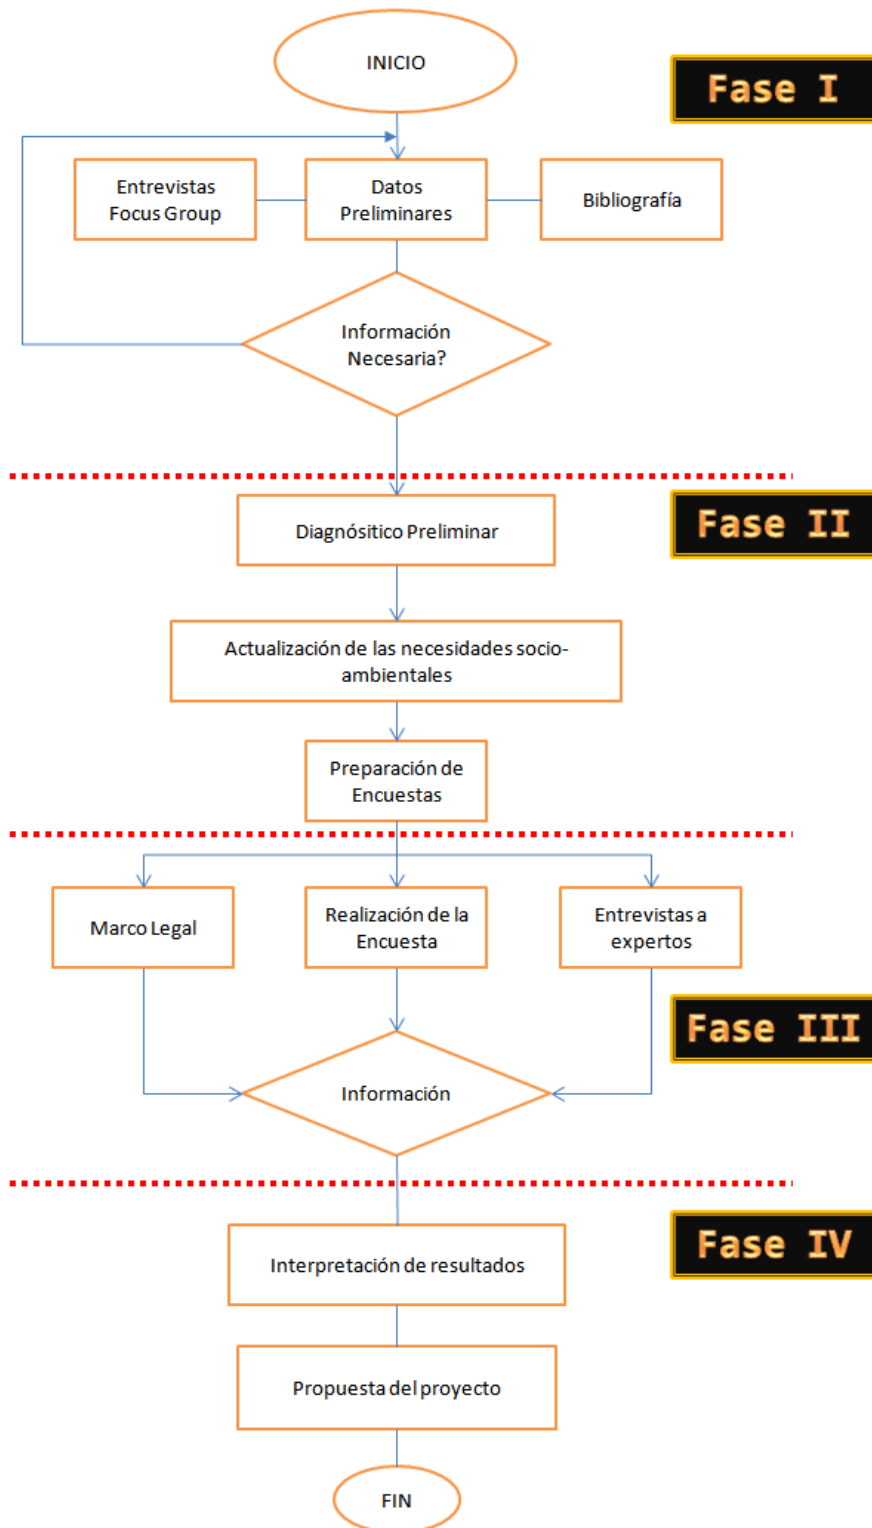 INICIO
Fase I
Entrevistas
Focus Group
Datos
Preliminares
Bibliografía
Información
Necesaria?
Fase II
Diagnósitico Preliminar
Actualización de las necesidades socio-
ambientales
Preparación de
Encuestas
Marco Legal
Realización de la
Encuesta
Entrevistas a
expertos
Fase III
Información
Fase IV
Interpretación de resultados
Propuesta del proyecto
FIN